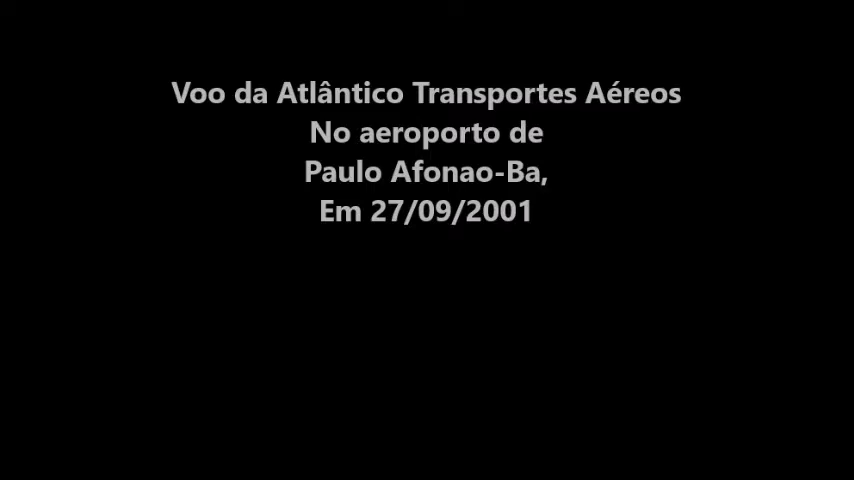 Voo da Atlântico Transportes Aéreos
No aeroporto de
Paulo Afonao-Ba,
Em 27/09/2001